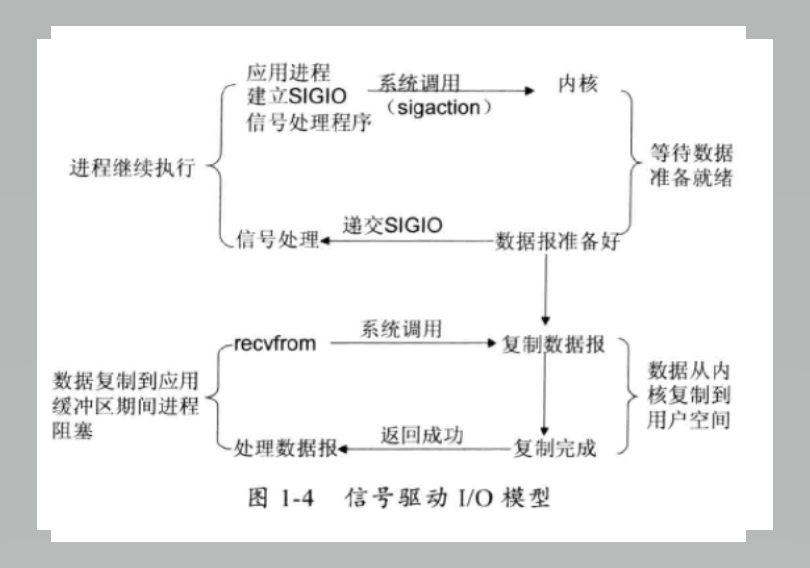 应用进程
建立SIGIO
信号处理程序
系统调用
（sigaction）
内核
进程继续执行
等待数据
准备就绪
信号处理
递交SIGIO
数据报准备好
recvfrom
系统调用
复制数据报
数据复制到应用
缓冲区期间进程
阻塞
数据从内
核复制到
用户空间
处理数据报
返回成功
复制完成
图 1-4 信号驱动 I/O 模型